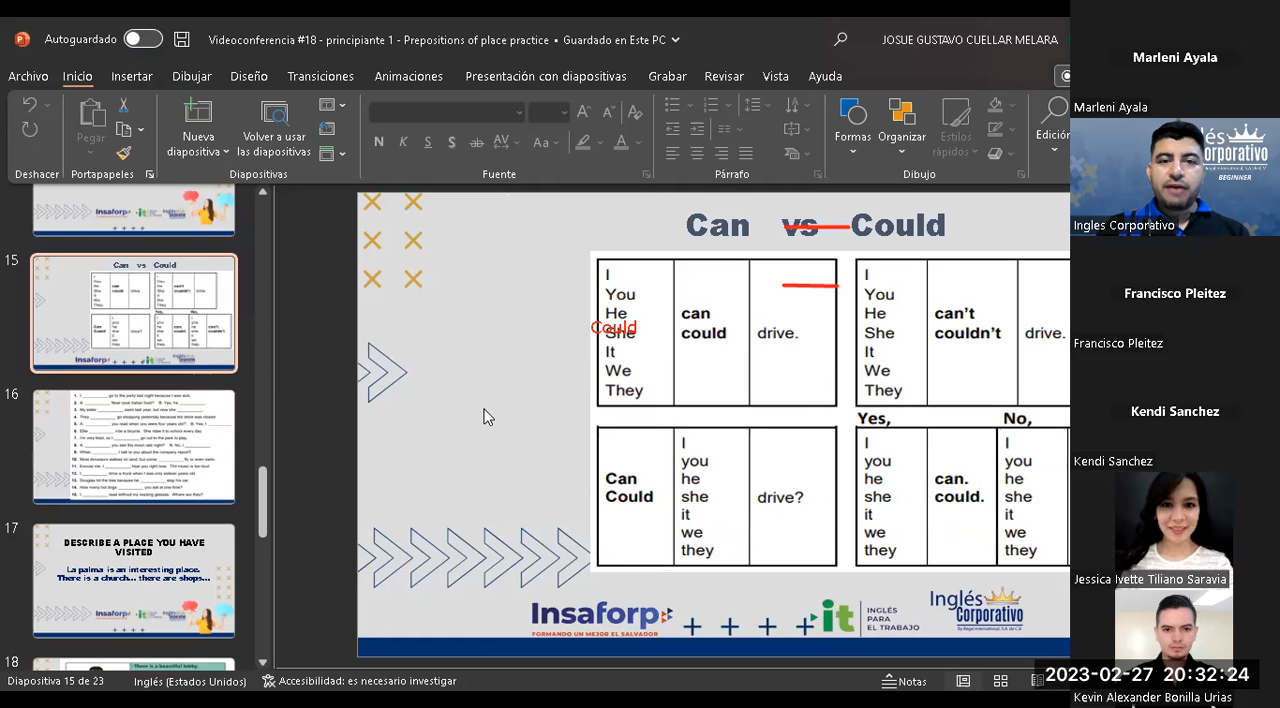 Autoguardado
Videoconferencia #18 - principiante 1 - Prepositions of place practice • Guardado en Este PC
JOSUE GUSTAVO CUELLAR MELARA
Archivo Inicio Insertar Dibujar Diseño Transiciones Animaciones Presentación con diapositivas Grabar Revisar Vista Ayuda
Pegar
Nueva diapositiva
Volver a usar las diapositivas
N K S S ab AV Aa A
Formas Organizar Estilos rápidos Edición
Deshacer Portapapeles Diapositivas Fuente Párrafo Dibujo
15
16
17
DESCRIBE A PLACE YOU HAVE
VISITED
La palma is an interesting place.
There is a church... there are shops...
18
There is a beautiful lobby.
Can vs Could
I
You
He
She
It
We
They
can
could
drive.
Could
I
You
He
She
It
We
They
can't
couldn't
drive.
Can
Could
I
you
he
she
it
we
they
drive?
Yes,
I
you
he
she
it
we
they
can.
could.
No,
I
you
he
she
it
we
they
Insaforp
FORMANDO UN MEJOR EL SALVADOR
it
INGLÉS
PARA
EL TRABAJO
Inglés
Corporativo
Diapositiva 15 de 23
Inglés (Estados Unidos)
Accesibilidad: es necesario investigar
Notas
Marleni Ayala
Marleni Ayala
BEGINNER
Ingles Corporativo
Francisco Pleitez
Francisco Pleitez
Kendi Sanchez
Kendi Sanchez
Jessica Ivette Tiliano Saravia
2023-02-27 20:32:24
Kevin Alexander Bonilla Urias